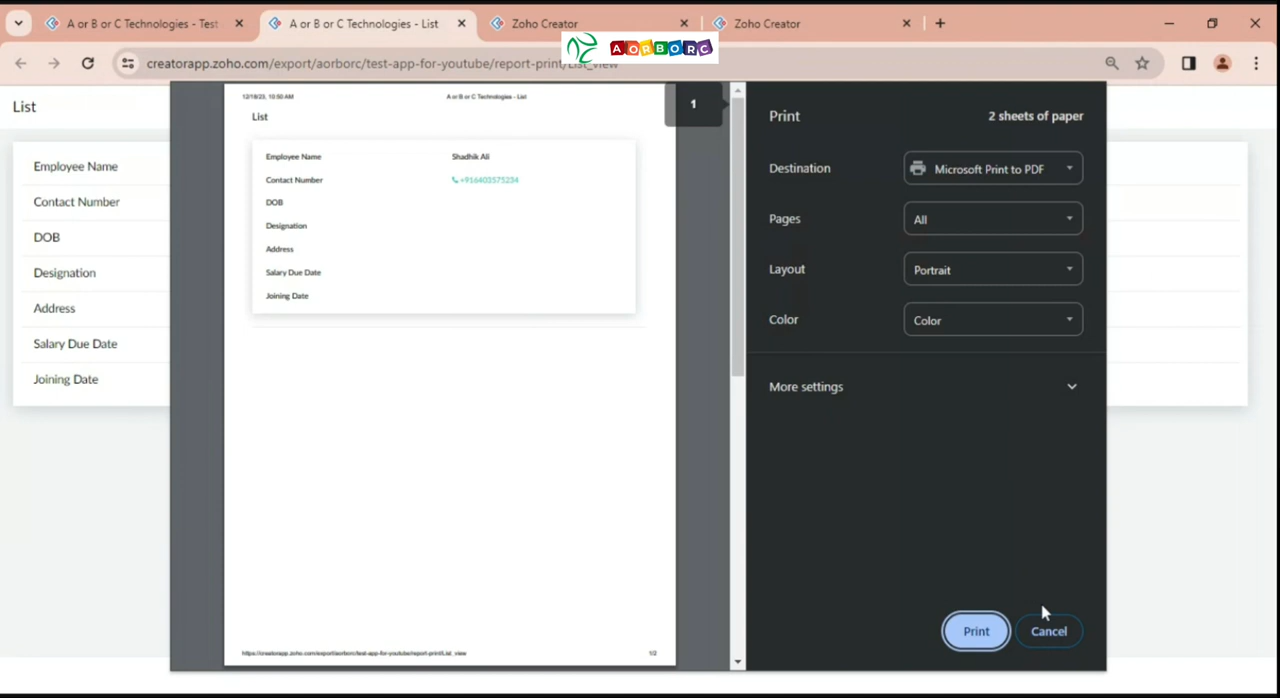 A or B or C Technologies - Test
A or B or C Technologies - List
Zoho Creator
Zoho Creator
AORBORC
creatorapp.zoho.com/export/aorborc/test-app-for-youtube/report-print/List_view
List
Employee Name
Contact Number
DOB
Designation
Address
Salary Due Date
Joining Date
12/18/23, 10:50 AM
A or B or C Technologies - List
List
Employee Name Shadhik Ali
Contact Number +916403575234
DOB
Designation
Address
Salary Due Date
Joining Date
https://creatorapp.zoho.com/export/aorborc/test-app-for-youtube/report-print/List_view
1/2
1
Print 2 sheets of paper
Destination Microsoft Print to PDF
Pages All
Layout Portrait
Color Color
More settings
Print Cancel